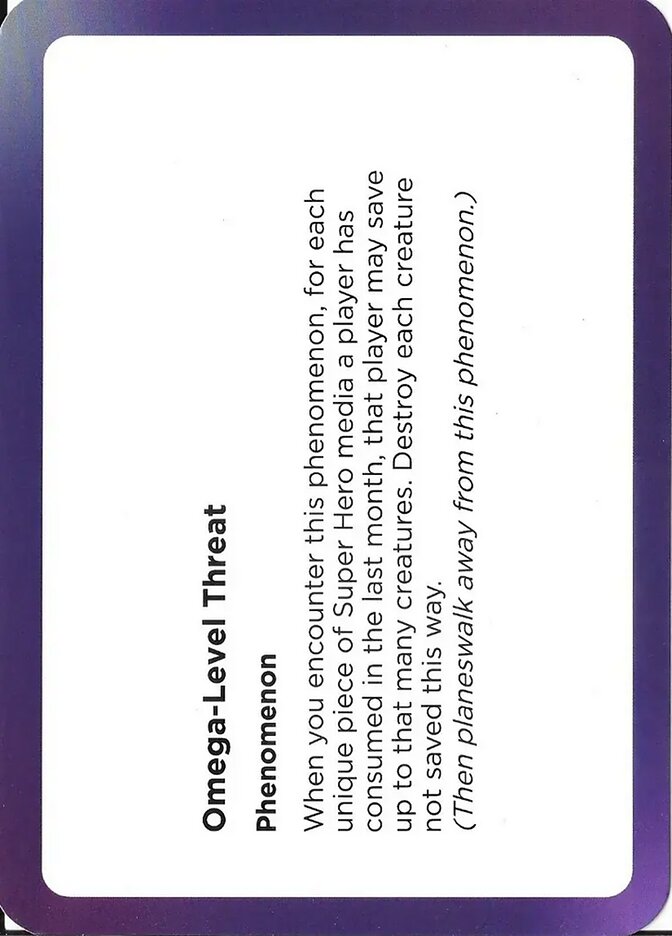 Omega-Level Threat
Phenomenon
When you encounter this phenomenon, for each
unique piece of Super Hero media a player has
consumed in the last month, that player may save
up to that many creatures. Destroy each creature
not saved this way.
(Then planeswalk away from this phenomenon.)